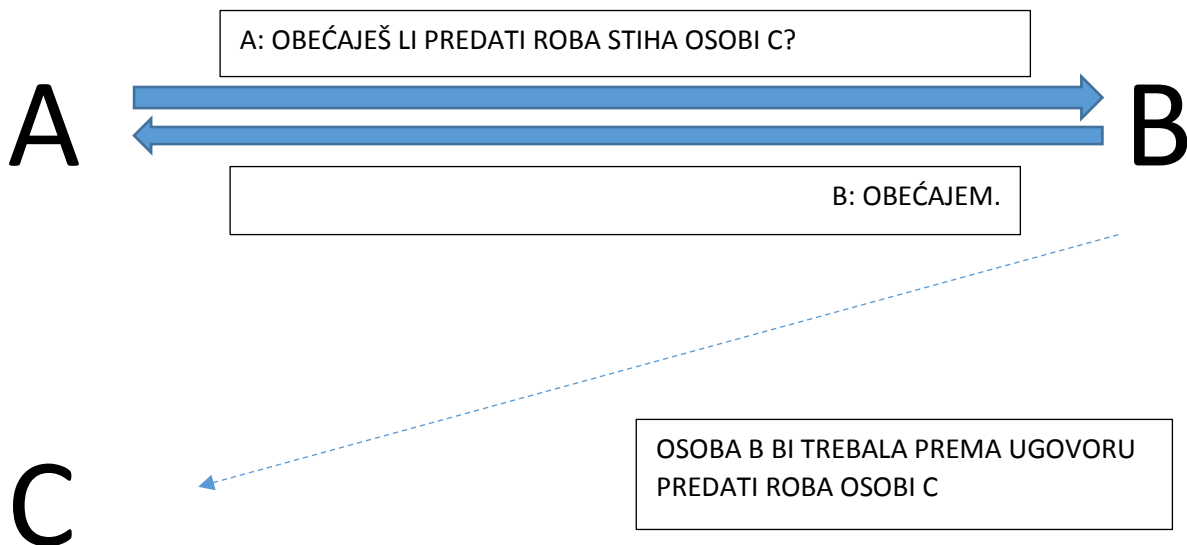 A: OBEĆAJEŠ LI PREDATI ROBA STIHA OSOBI C?
A
B
B: OBEĆAJEM.
C
OSOBA B BI TREBALA PREMA UGOVORU
PREDATI ROBA OSOBI C